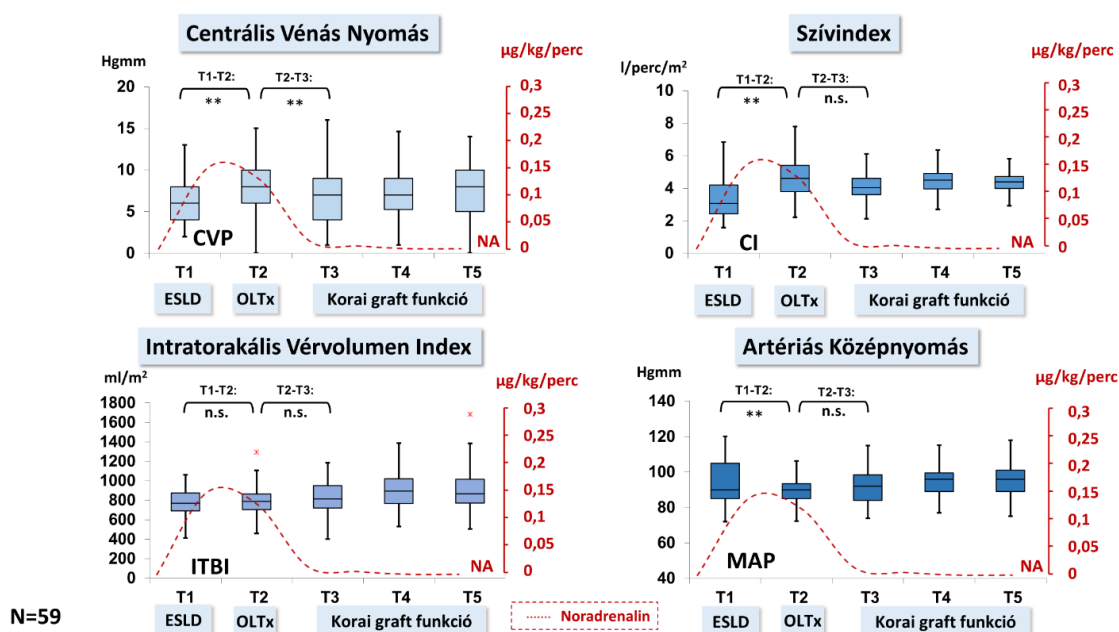 Centrális Vénás Nyomás
Hgmm
µg/kg/perc
T1-T2:
T2-T3:
**
**
20
15
10
5
0
0,3
0,2
0,15
0,1
0,05
0
CVP
NA
T1
T2
T3
T4
T5
ESLD
OLTx
Korai graft funkció
Szívindex
l/perc/m²
µg/kg/perc
T1-T2:
T2-T3:
**
n.s.
10
8
6
4
2
0
0,3
0,2
0,15
0,1
0,05
0
CI
NA
T1
T2
T3
T4
T5
ESLD
OLTx
Korai graft funkció
Intratorakális Vérvolumen Index
ml/m²
µg/kg/perc
T1-T2:
T2-T3:
n.s.
n.s.
1800
1600
1400
1200
1000
800
600
400
200
0
0,3
0,2
0,15
0,1
0,05
0
ITBI
NA
T1
T2
T3
T4
T5
ESLD
OLTx
Korai graft funkció
Artériás Középnyomás
Hgmm
µg/kg/perc
T1-T2:
T2-T3:
**
n.s.
140
120
100
80
60
40
0,3
0,2
0,15
0,1
0,05
0
MAP
NA
T1
T2
T3
T4
T5
ESLD
OLTx
Korai graft funkció
N=59
Noradrenalin